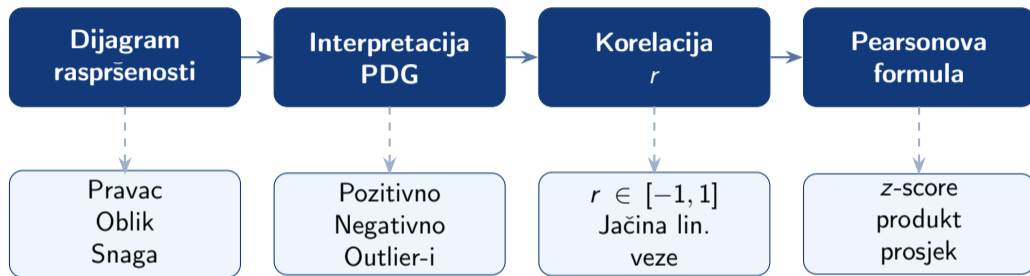 Dijagram
raspršenosti
Interpretacija
PDG
Korelacija
r
Pearsonova
formula
Pravac
Oblik
Snaga
Pozitivno
Negativno
Outlier-i
r ∈ [−1, 1]
Jačina lin.
veze
z-score
produkt
prosjek